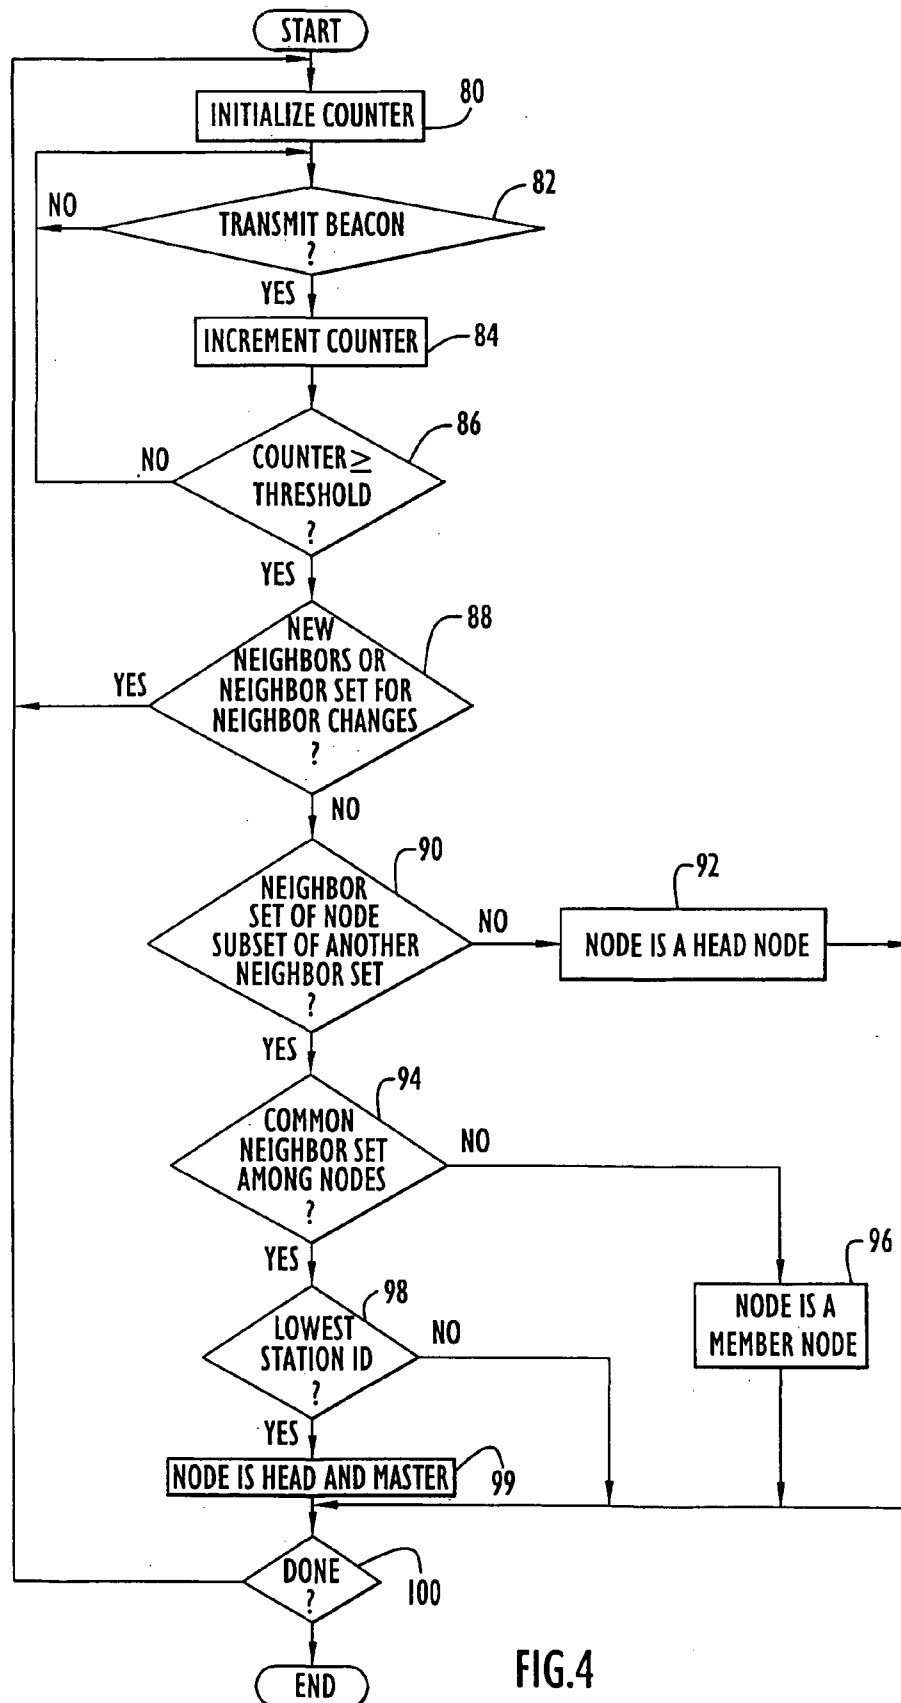 START
INITIALIZE COUNTER
80
TRANSMIT BEACON
?
82
NO
YES
INCREMENT COUNTER
84
COUNTER ≥
THRESHOLD
?
86
NO
YES
NEW
NEIGHBORS OR
NEIGHBOR SET FOR
NEIGHBOR CHANGES
?
88
YES
NO
NEIGHBOR
SET OF NODE
SUBSET OF ANOTHER
NEIGHBOR SET
?
90
NO
92
NODE IS A HEAD NODE
YES
COMMON
NEIGHBOR SET
AMONG NODES
?
94
NO
96
NODE IS A
MEMBER NODE
YES
LOWEST
STATION ID
?
98
NO
YES
NODE IS HEAD AND MASTER
99
DONE
?
100
END
FIG.4